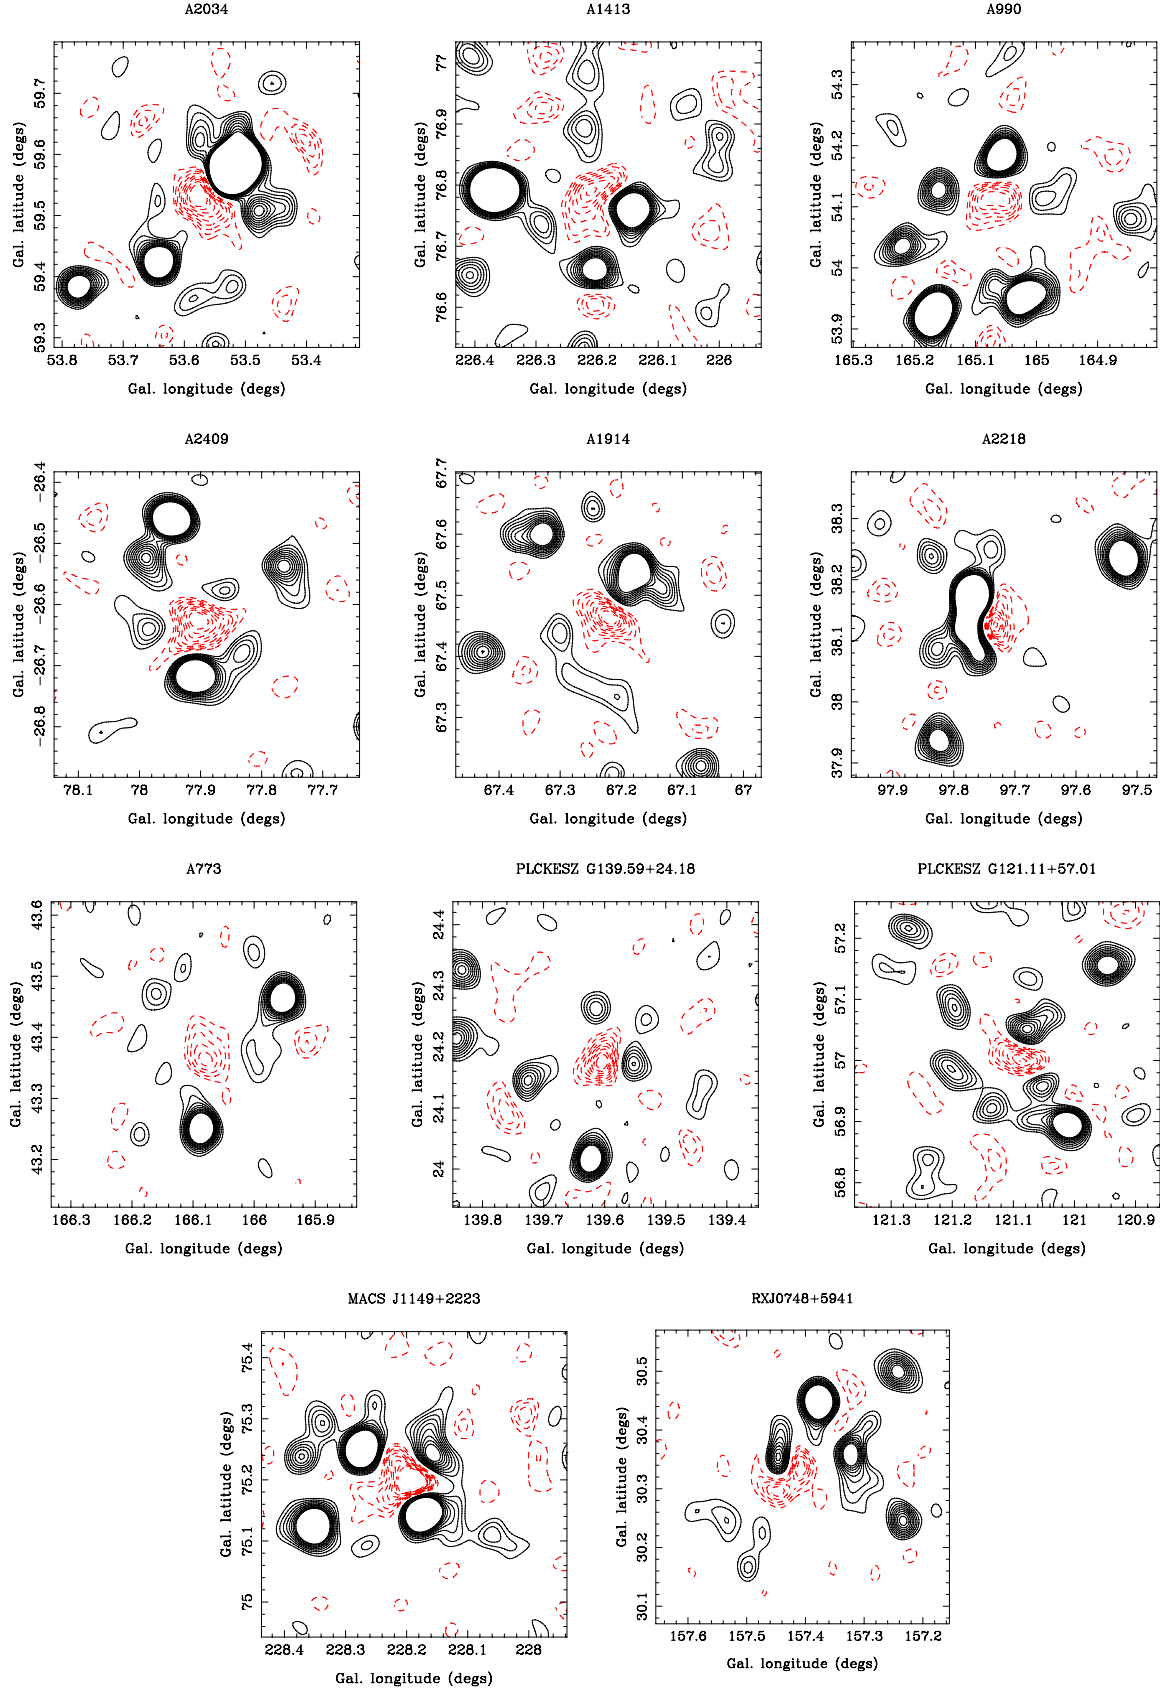 A2034 A1413 A990
Gal. latitude (degs) 59.3 59.4 59.5 59.6 59.7
53.8 53.7 53.6 53.5 53.4
Gal. longitude (degs)
Gal. latitude (degs) 76.6 76.7 76.8 76.9 77
226.4 226.3 226.2 226.1 226
Gal. longitude (degs)
Gal. latitude (degs) 53.9 54 54.1 54.2 54.3
165.3 165.2 165.1 165 164.9
Gal. longitude (degs)
A2409 A1914 A2218
Gal. latitude (degs) −26.8 −26.7 −26.6 −26.5 −26.4
78.1 78 77.9 77.8 77.7
Gal. longitude (degs)
Gal. latitude (degs) 67.3 67.4 67.5 67.6 67.7
67.4 67.3 67.2 67.1 67
Gal. longitude (degs)
Gal. latitude (degs) 37.9 38 38.1 38.2 38.3
97.9 97.8 97.7 97.6 97.5
Gal. longitude (degs)
A773 PLCKESZ G139.59+24.18 PLCKESZ G121.11+57.01
Gal. latitude (degs) 43.2 43.3 43.4 43.5 43.6
166.3 166.2 166.1 166 165.9
Gal. longitude (degs)
Gal. latitude (degs) 24 24.1 24.2 24.3 24.4
139.8 139.7 139.6 139.5 139.4
Gal. longitude (degs)
Gal. latitude (degs) 56.8 56.9 57 57.1 57.2
121.3 121.2 121.1 121 120.9
Gal. longitude (degs)
MACS J1149+2223 RXJ0748+5941
Gal. latitude (degs) 75 75.1 75.2 75.3 75.4
228.4 228.3 228.2 228.1 228
Gal. longitude (degs)
Gal. latitude (degs) 30.1 30.2 30.3 30.4 30.5
157.6 157.5 157.4 157.3 157.2
Gal. longitude (degs)